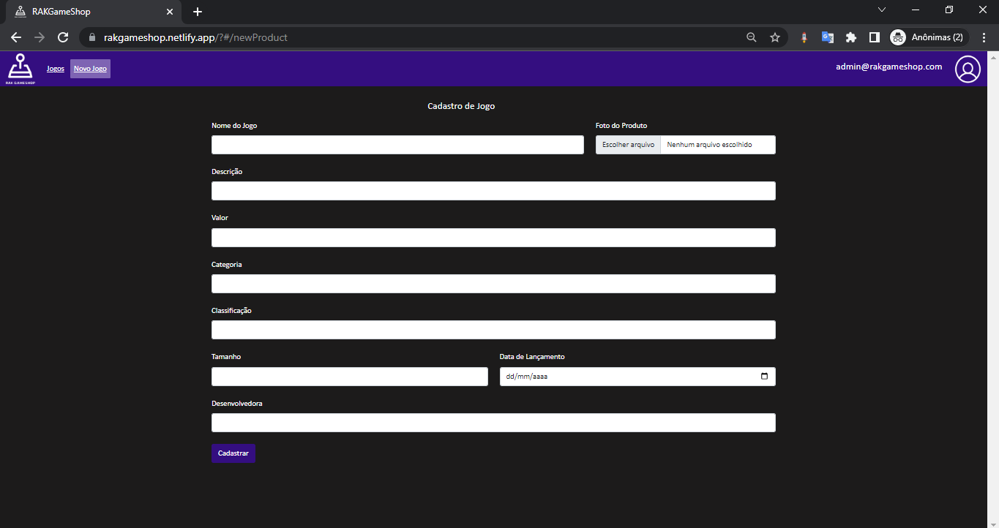 RAKGameShop
rakgameshop.netlify.app/?#/newProduct
Anônimas (2)
RAK GAMESHOP
Jogos Novo Jogo
admin@rakgameshop.com
Cadastro de Jogo
Nome do Jogo Foto do Produto
Escolher arquivo Nenhum arquivo escolhido
Descrição
Valor
Categoria
Classificação
Tamanho Data de Lançamento
dd/mm/aaaa
Desenvolvedora
Cadastrar